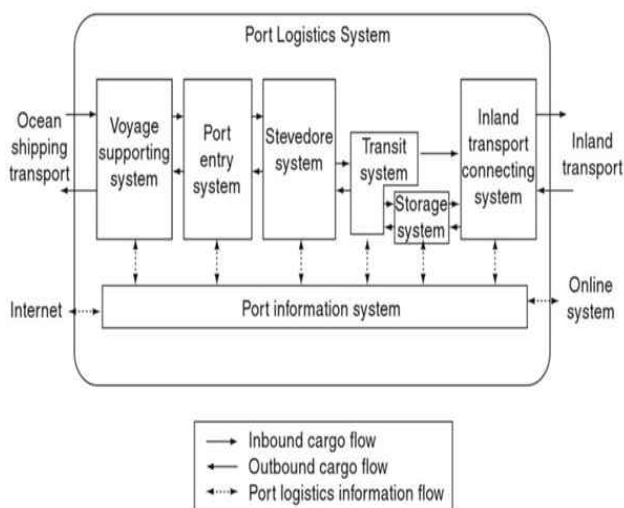 Port Logistics System
Ocean
shipping
transport
Voyage
supporting
system
Port
entry
system
Stevedore
system
Transit
system
Storage
system
Inland
transport
connecting
system
Inland
transport
Internet
Port information system
Online
system
Inbound cargo flow
Outbound cargo flow
Port logistics information flow